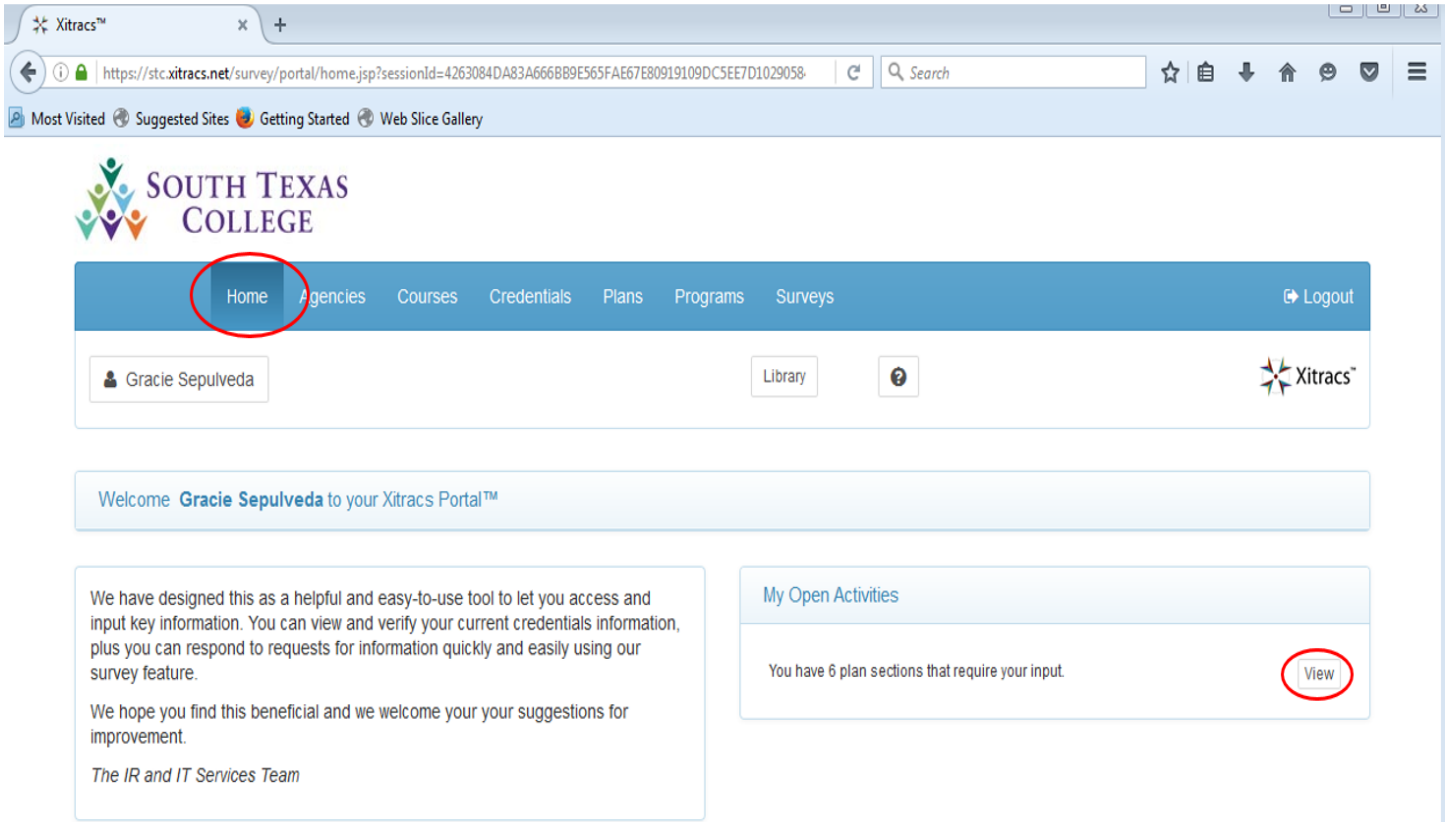 Xitracs™
https://stc.xitracs.net/survey/portal/home.jsp?sessionId=4263084DA83A666BB9E565FAE67E80919109DC5EE7D1029058
Search
Most Visited Suggested Sites Getting Started Web Slice Gallery
SOUTH TEXAS
COLLEGE
Home Agencies Courses Credentials Plans Programs Surveys Logout
Gracie Sepulveda Library Xitracs™
Welcome Gracie Sepulveda to your Xitracs Portal™
We have designed this as a helpful and easy-to-use tool to let you access and
input key information. You can view and verify your current credentials information,
plus you can respond to requests for information quickly and easily using our
survey feature.
We hope you find this beneficial and we welcome your your suggestions for
improvement.
The IR and IT Services Team
My Open Activities
You have 6 plan sections that require your input. View